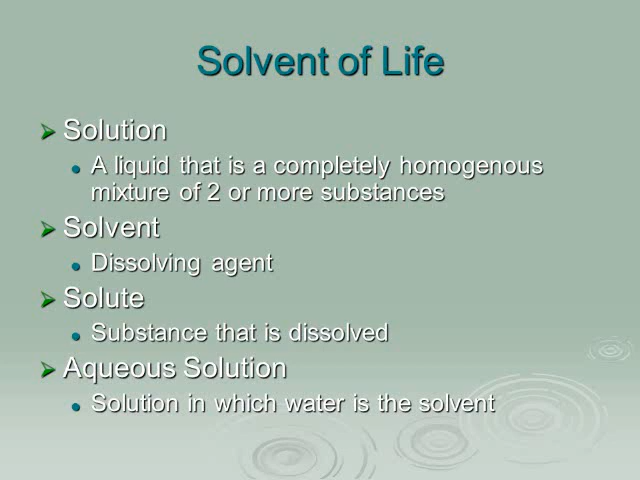 Solvent of Life
Solution
A liquid that is a completely homogenous
mixture of 2 or more substances
Solvent
Dissolving agent
Solute
Substance that is dissolved
Aqueous Solution
Solution in which water is the solvent